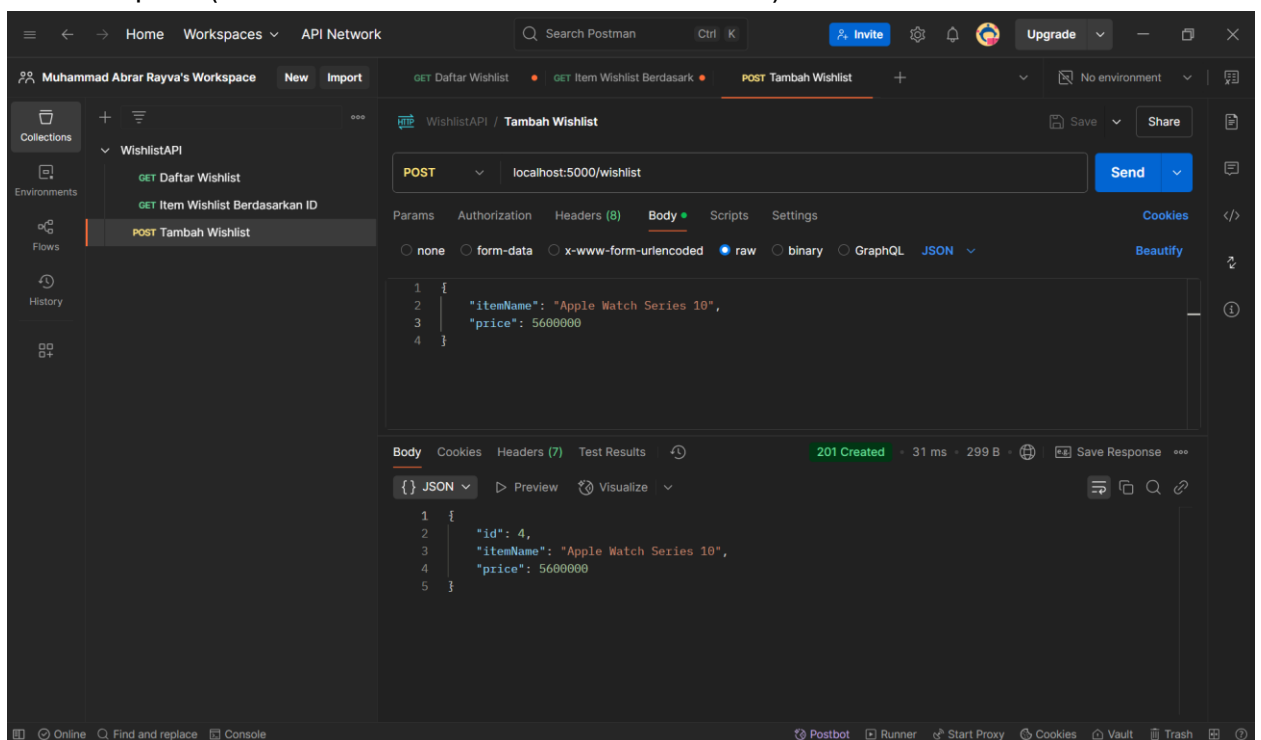 Home Workspaces API Network Search Postman Ctrl K Invite Upgrade
Muhammad Abrar Rayva's Workspace New Import GET Daftar Wishlist GET Item Wishlist Berdasark POST Tambah Wishlist No environment
Collections
Environments
Flows
History
WishlistAPI
GET Daftar Wishlist
GET Item Wishlist Berdasarkan ID
POST Tambah Wishlist
HTTP WishlistAPI / Tambah Wishlist Save Share
POST localhost:5000/wishlist Send
Params Authorization Headers (8) Body Scripts Settings Cookies
none form-data x-www-form-urlencoded raw binary GraphQL JSON Beautify
1 {
2 "itemName": "Apple Watch Series 10",
3 "price": 5600000
4 }
Body Cookies Headers (7) Test Results 201 Created 31 ms 299 B e.g. Save Response
{} JSON Preview Visualize
1 {
2 "id": 4,
3 "itemName": "Apple Watch Series 10",
4 "price": 5600000
5 }
Online Find and replace Console Postbot Runner Start Proxy Cookies Vault Trash